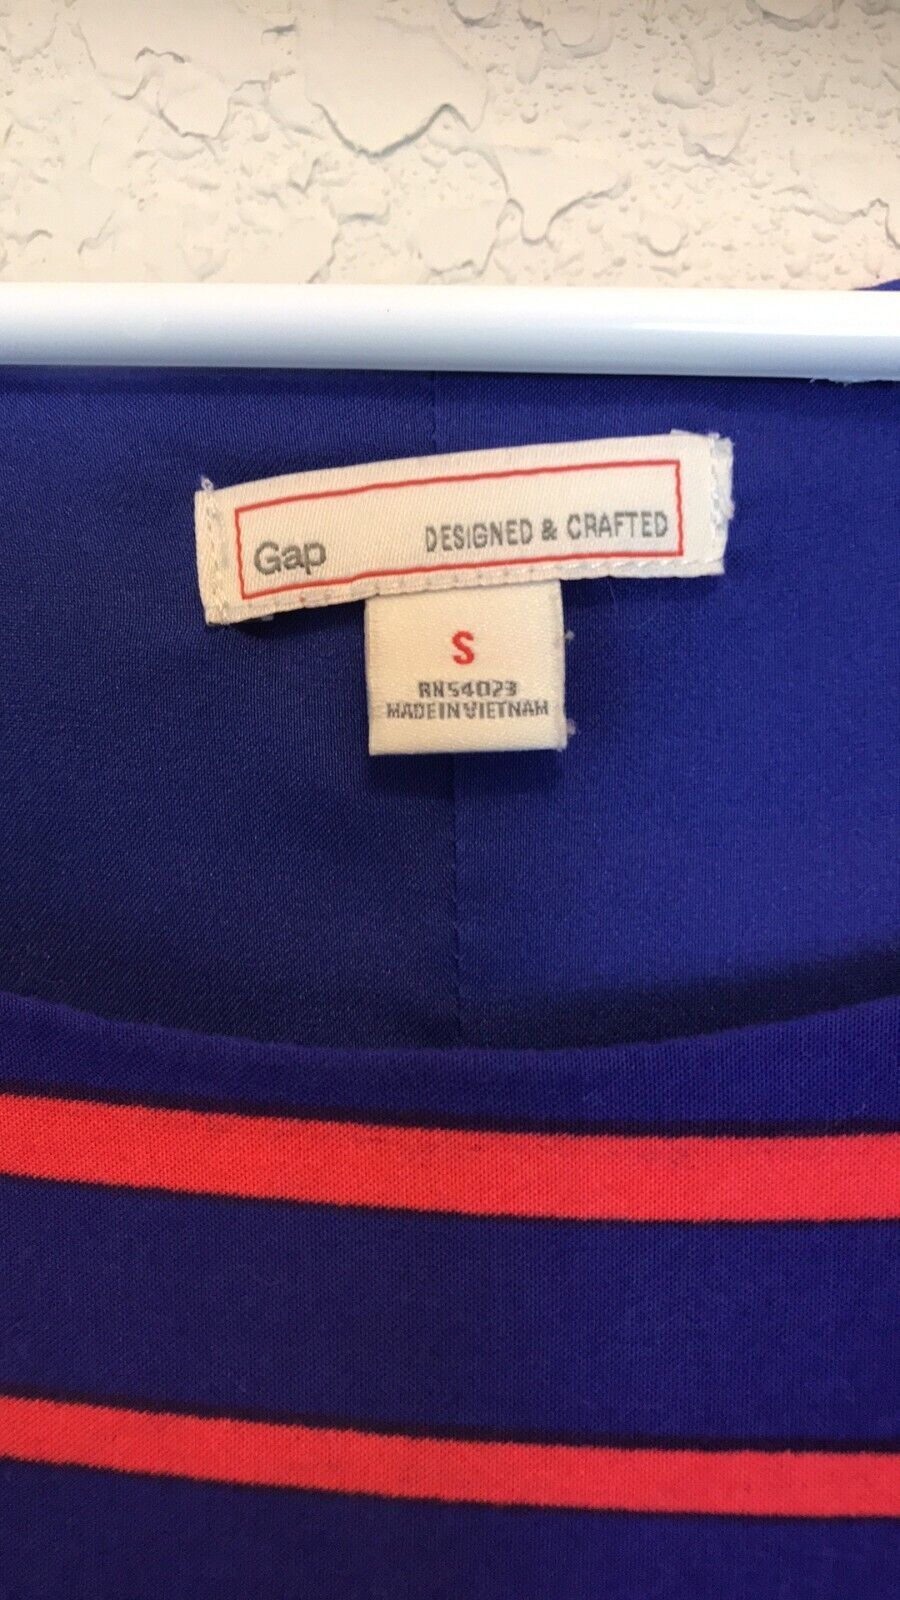 Gap DESIGNED & CRAFTED
S
RN54023
MADE IN VIETNAM